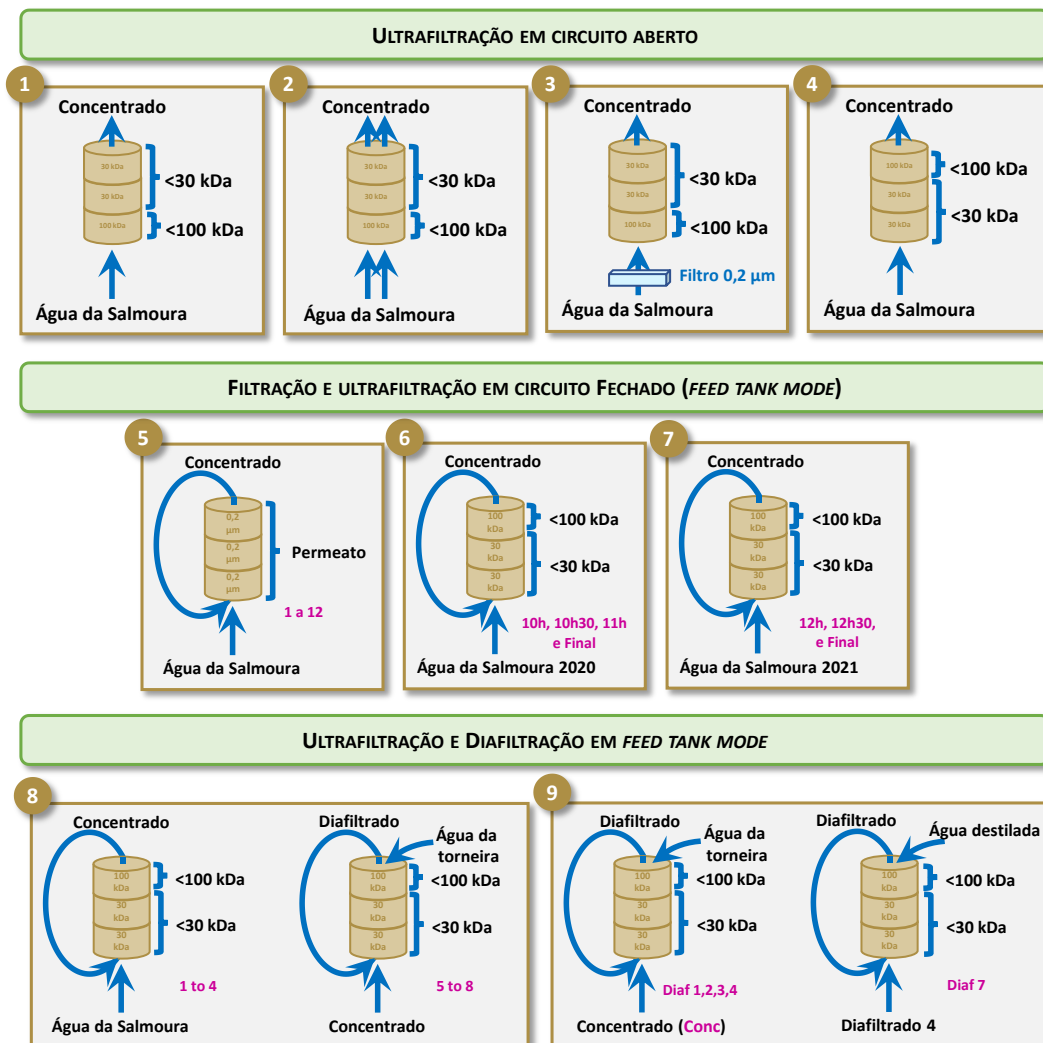 ULTRAFILTRAÇÃO EM CIRCUITO ABERTO
1
Concentrado
30 kDa
30 kDa
100 kDa
<30 kDa
<100 kDa
Água da Salmoura
2
Concentrado
30 kDa
30 kDa
100 kDa
<30 kDa
<100 kDa
Água da Salmoura
3
Concentrado
30 kDa
30 kDa
100 kDa
<30 kDa
<100 kDa
Filtro 0,2 µm
Água da Salmoura
4
Concentrado
100 kDa
30 kDa
30 kDa
<100 kDa
<30 kDa
Água da Salmoura
FILTRAÇÃO E ULTRAFILTRAÇÃO EM CIRCUITO FECHADO (FEED TANK MODE)
5
Concentrado
0,2
µm
0,2
µm
0,2
µm
Permeato
1 a 12
Água da Salmoura
6
Concentrado
100
kDa
30
kDa
30
kDa
<100 kDa
<30 kDa
10h, 10h30, 11h
e Final
Água da Salmoura 2020
7
Concentrado
100
kDa
30
kDa
30
kDa
<100 kDa
<30 kDa
12h, 12h30,
e Final
Água da Salmoura 2021
ULTRAFILTRAÇÃO E DIAFILTRAÇÃO EM FEED TANK MODE
8
Concentrado
100
kDa
30
kDa
30
kDa
<100 kDa
<30 kDa
1 to 4
Água da Salmoura
Diafiltrado
Água da
torneira
100
kDa
30
kDa
30
kDa
<100 kDa
<30 kDa
5 to 8
Concentrado
9
Diafiltrado
Água da
torneira
100
kDa
30
kDa
30
kDa
<100 kDa
<30 kDa
Diaf 1,2,3,4
Concentrado (Conc)
Diafiltrado
Água destilada
100
kDa
30
kDa
30
kDa
<100 kDa
<30 kDa
Diaf 7
Diafiltrado 4